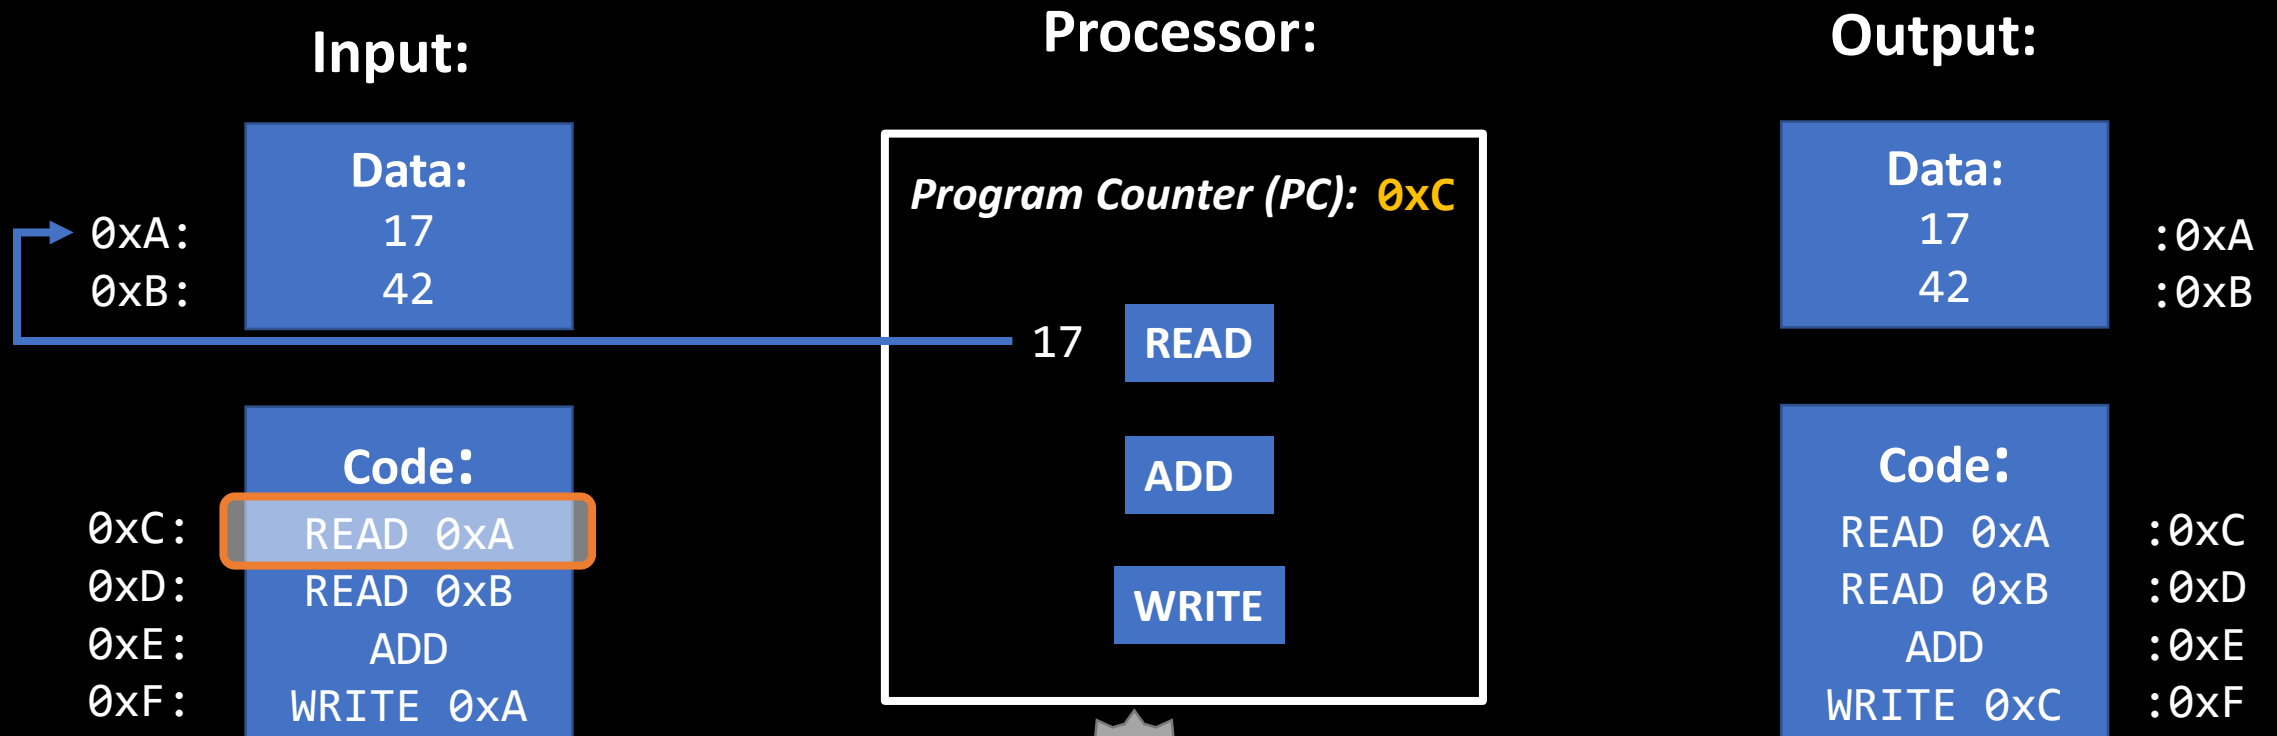 Input:
Data:
0xA: 17
0xB: 42
Code:
0xC: READ 0xA
0xD: READ 0xB
0xE: ADD
0xF: WRITE 0xA
Processor:
Program Counter (PC): 0xC
17 READ
ADD
WRITE
Output:
Data:
17 :0xA
42 :0xB
Code:
READ 0xA :0xC
READ 0xB :0xD
ADD :0xE
WRITE 0xC :0xF